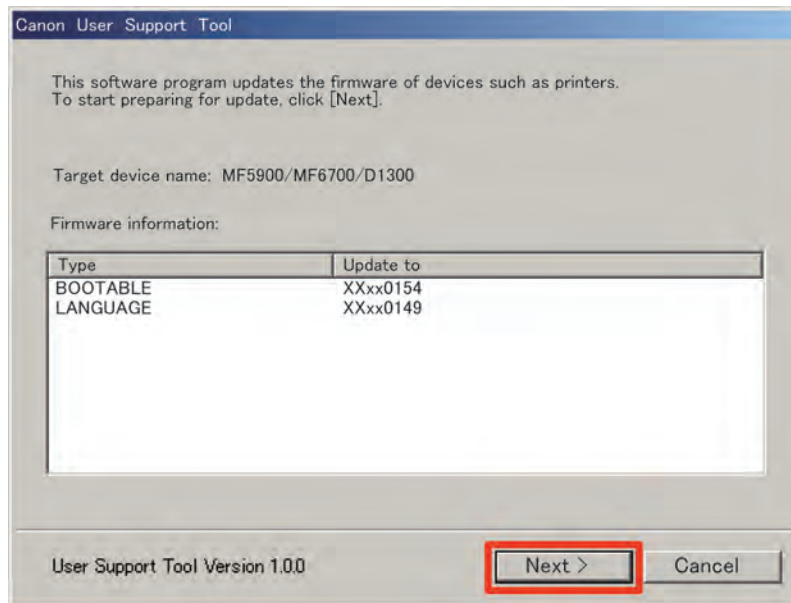 Canon User Support Tool
This software program updates the firmware of devices such as printers.
To start preparing for update, click [Next].
Target device name: MF5900/MF6700/D1300
Firmware information:
Type Update to
BOOTABLE XXxx0154
LANGUAGE XXxx0149
User Support Tool Version 1.0.0 Next > Cancel